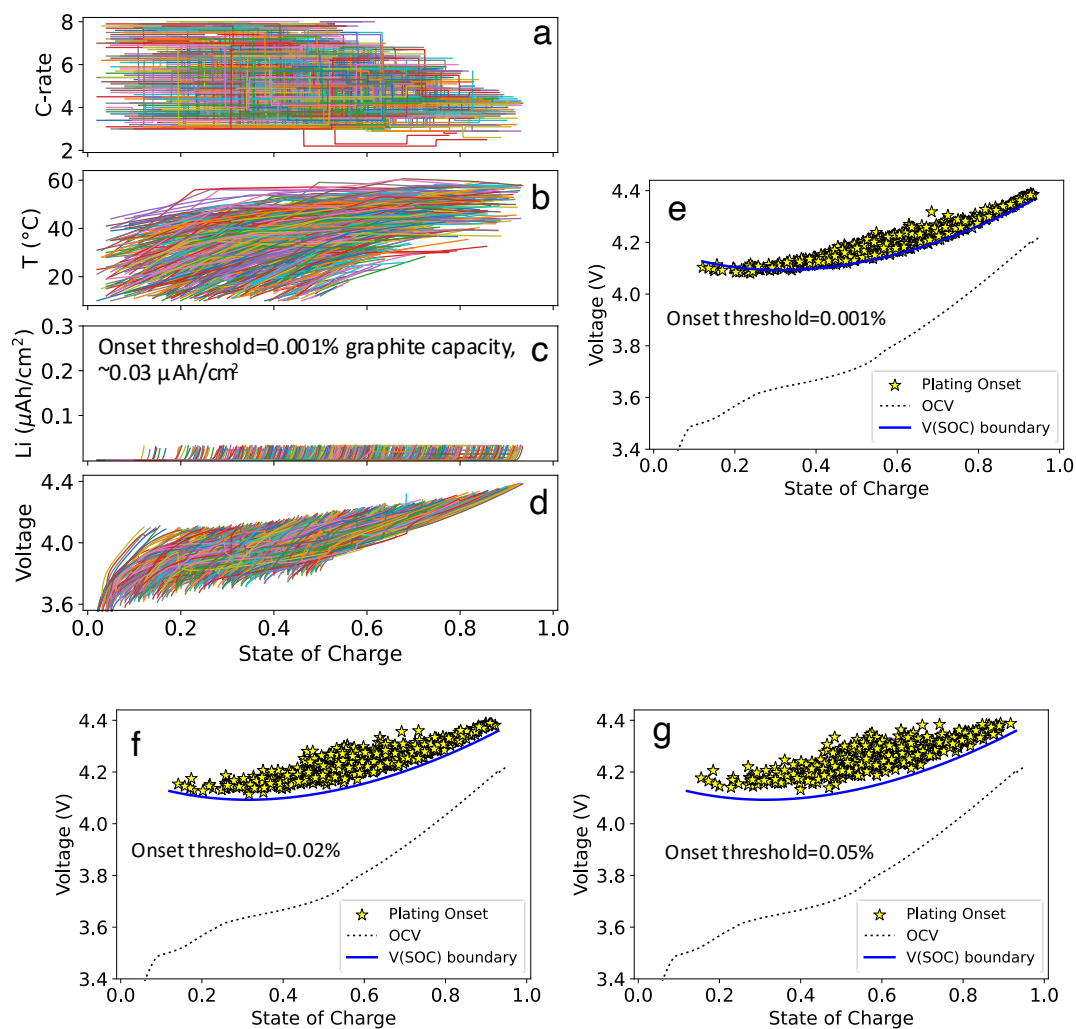 a
8
6
4
2
C-rate
b
60
40
20
T (°C)
c
0.3
0.2
0.1
Li (μAh/cm²)
Onset threshold=0.001% graphite capacity,
~0.03 μAh/cm²
d
4.4
4.0
3.6
Voltage
0.0 0.2 0.4 0.6 0.8 1.0
State of Charge
e
4.4
4.2
4.0
3.8
3.6
3.4
Voltage (V)
Onset threshold=0.001%
Plating Onset
OCV
V(SOC) boundary
0.0 0.2 0.4 0.6 0.8 1.0
State of Charge
f
4.4
4.2
4.0
3.8
3.6
3.4
Voltage (V)
Onset threshold=0.02%
Plating Onset
OCV
V(SOC) boundary
0.0 0.2 0.4 0.6 0.8 1.0
State of Charge
g
4.4
4.2
4.0
3.8
3.6
3.4
Voltage (V)
Onset threshold=0.05%
Plating Onset
OCV
V(SOC) boundary
0.0 0.2 0.4 0.6 0.8 1.0
State of Charge